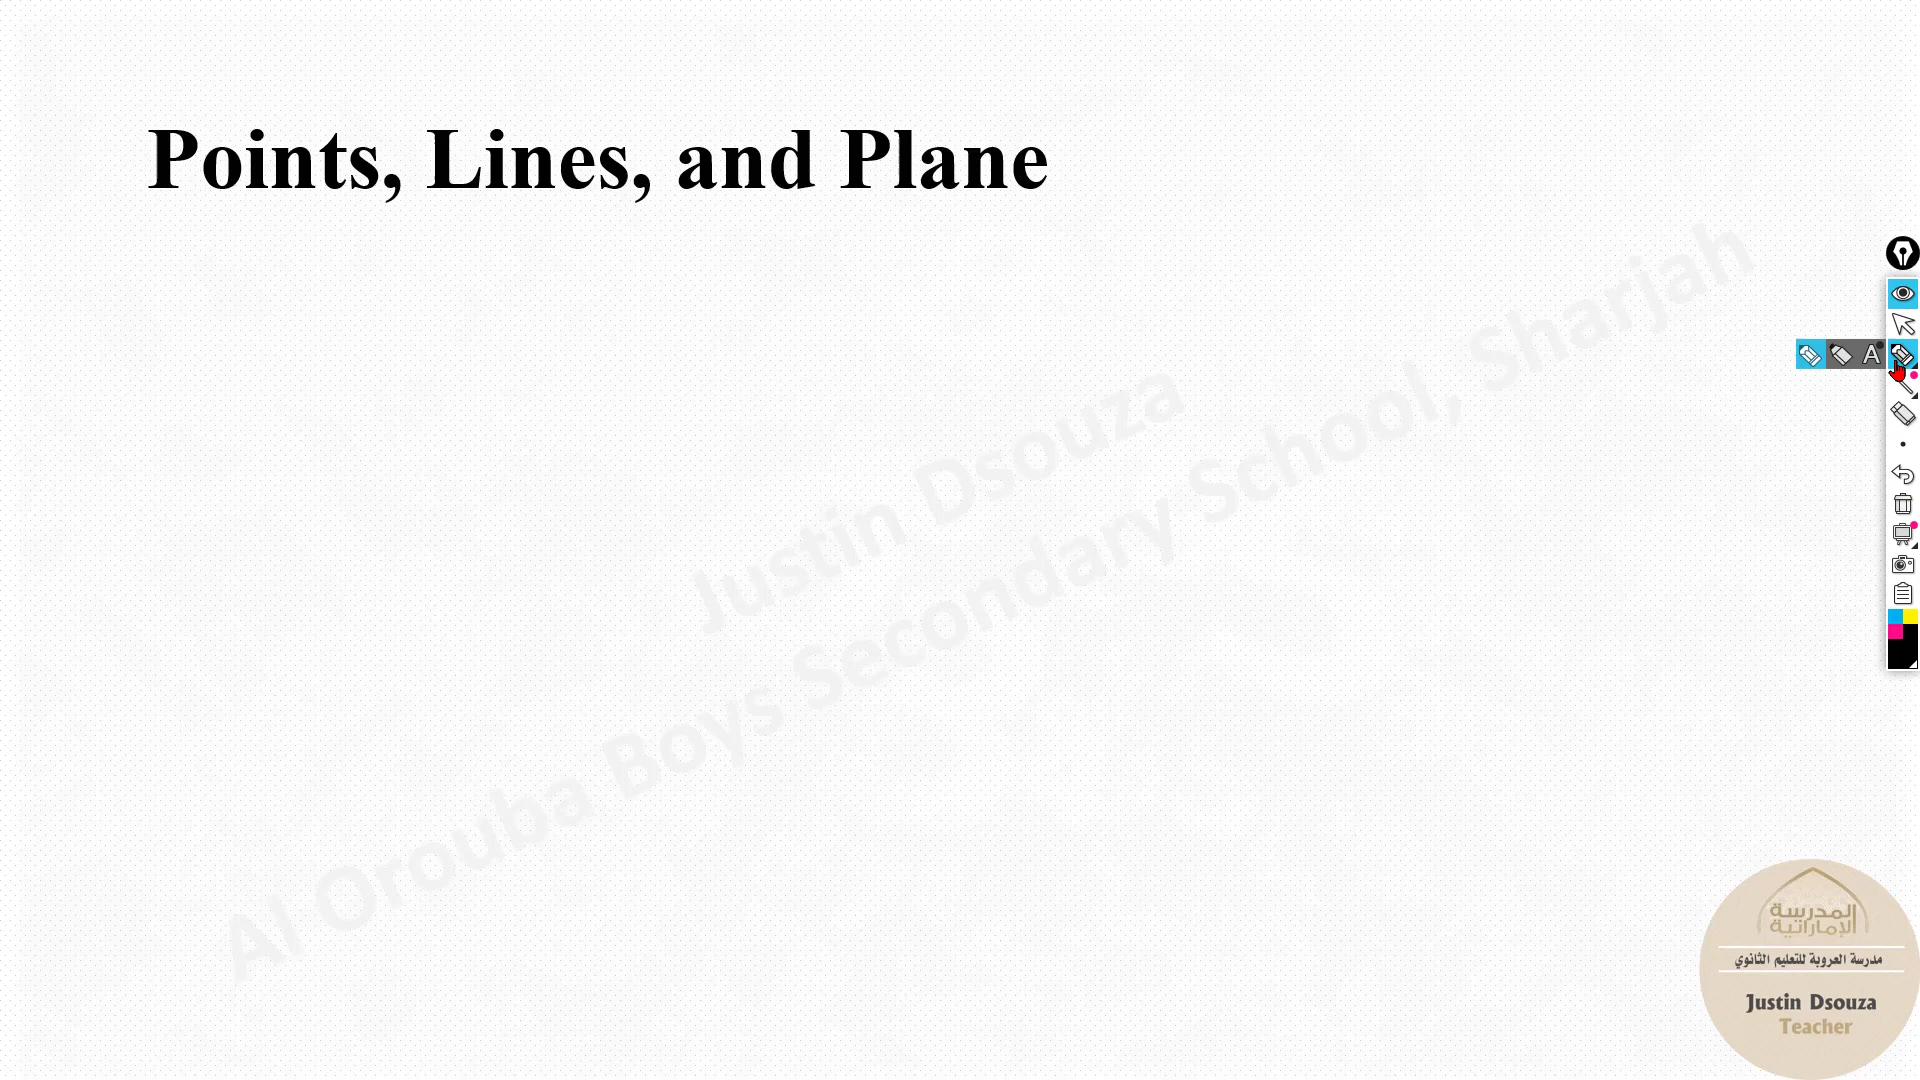 Points, Lines, and Plane
Justin Dsouza
Al Orouba Boys Secondary School, Sharjah
A
المدرسة
الإماراتية
مدرسة العروبة للتعليم الثانوي
Justin Dsouza
Teacher